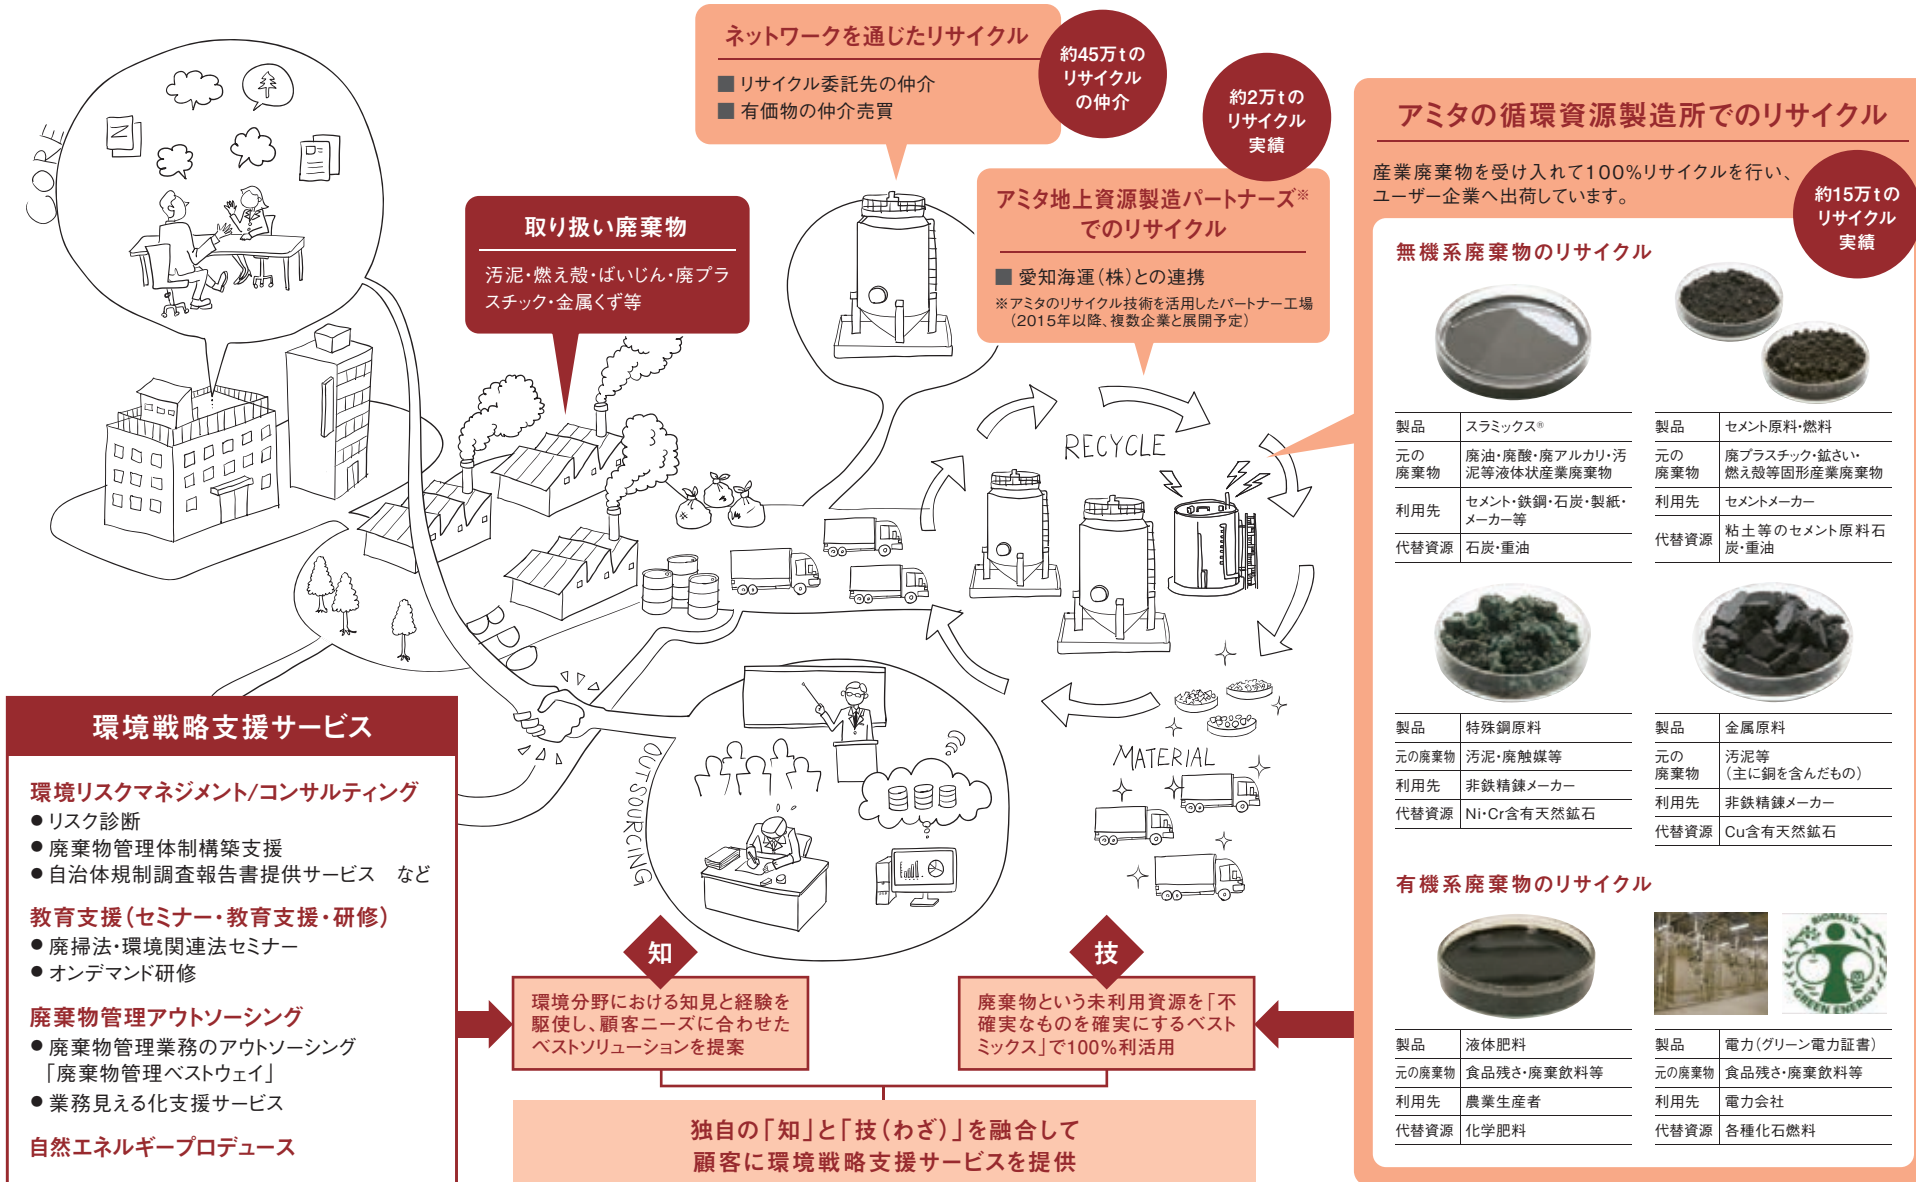 CORE
ネットワークを通じたリサイクル
■ リサイクル委託先の仲介
■ 有価物の仲介売買
約45万tの
リサイクル
の仲介
約2万tの
リサイクル
実績
アミタ地上資源製造パートナーズ※
でのリサイクル
■ 愛知海運(株)との連携
※アミタのリサイクル技術を活用したパートナー工場
(2015年以降、複数企業と展開予定)
取り扱い廃棄物
汚泥・燃え殻・ばいじん・廃プラ
スチック・金属くず等
RECYCLE
MATERIAL
BPO
OUTSOURCING
環境戦略支援サービス
環境リスクマネジメント/コンサルティング
● リスク診断
● 廃棄物管理体制構築支援
● 自治体規制調査報告書提供サービス　など
教育支援(セミナー・教育支援・研修)
● 廃掃法・環境関連法セミナー
● オンデマンド研修
廃棄物管理アウトソーシング
● 廃棄物管理業務のアウトソーシング
「廃棄物管理ベストウェイ」
● 業務見える化支援サービス
自然エネルギープロデュース
知
環境分野における知見と経験を
駆使し、顧客ニーズに合わせた
ベストソリューションを提案
技
廃棄物という未利用資源を「不
確実なものを確実にするベスト
ミックス」で100%利活用
独自の「知」と「技(わざ)」を融合して
顧客に環境戦略支援サービスを提供
アミタの循環資源製造所でのリサイクル
産業廃棄物を受け入れて100%リサイクルを行い、
ユーザー企業へ出荷しています。
約15万tの
リサイクル
実績
無機系廃棄物のリサイクル
製品 スラミックス®
元の廃棄物 廃油・廃酸・廃アルカリ・汚
泥等液体状産業廃棄物
利用先 セメント・鉄鋼・石炭・製紙・
メーカー等
代替資源 石炭・重油
製品 セメント原料・燃料
元の廃棄物 廃プラスチック・鉱さい・
燃え殻等固形産業廃棄物
利用先 セメントメーカー
代替資源 粘土等のセメント原料石
炭・重油
製品 特殊鋼原料
元の廃棄物 汚泥・廃触媒等
利用先 非鉄精錬メーカー
代替資源 Ni・Cr含有天然鉱石
製品 金属原料
元の廃棄物 汚泥等
(主に銅を含んだもの)
利用先 非鉄精錬メーカー
代替資源 Cu含有天然鉱石
有機系廃棄物のリサイクル
BIOMASS
GREEN ENERGY
製品 液体肥料
元の廃棄物 食品残さ・廃棄飲料等
利用先 農業生産者
代替資源 化学肥料
製品 電力(グリーン電力証書)
元の廃棄物 食品残さ・廃棄飲料等
利用先 電力会社
代替資源 各種化石燃料